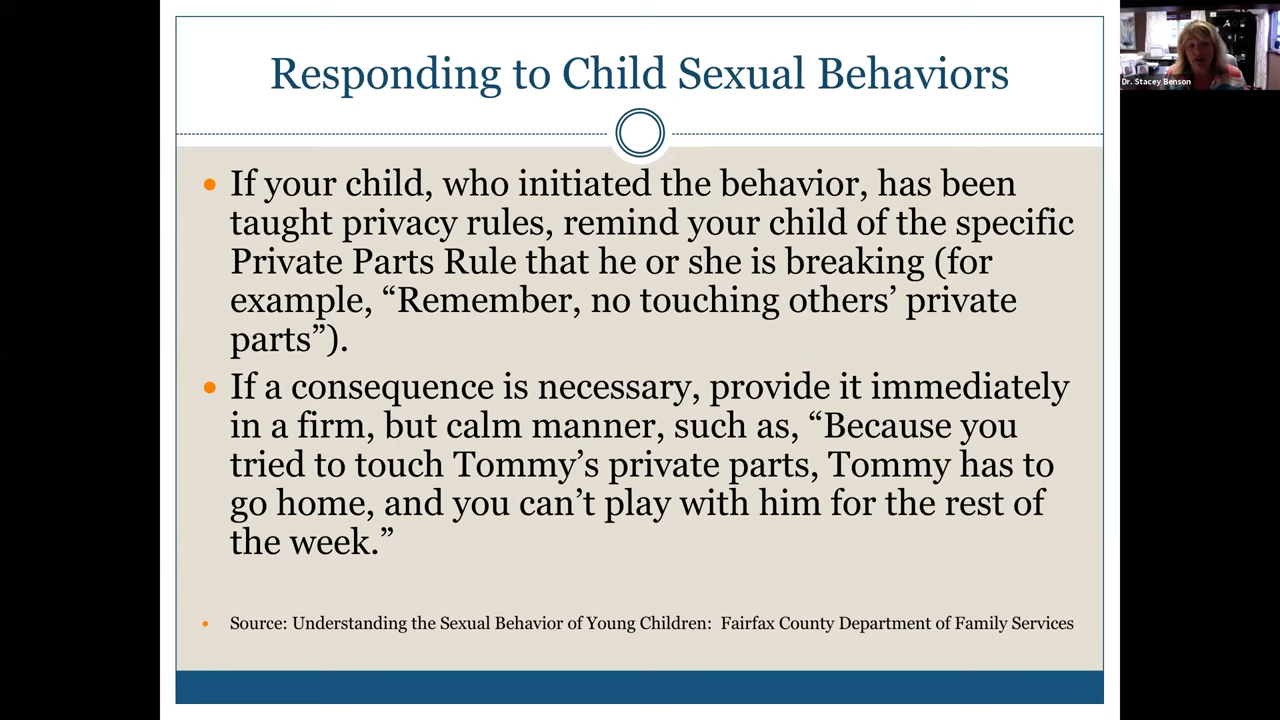 Responding to Child Sexual Behaviors
If your child, who initiated the behavior, has been
taught privacy rules, remind your child of the specific
Private Parts Rule that he or she is breaking (for
example, “Remember, no touching others’ private
parts”).
If a consequence is necessary, provide it immediately
in a firm, but calm manner, such as, “Because you
tried to touch Tommy’s private parts, Tommy has to
go home, and you can’t play with him for the rest of
the week.”
Source: Understanding the Sexual Behavior of Young Children: Fairfax County Department of Family Services
Dr. Stacey Benson